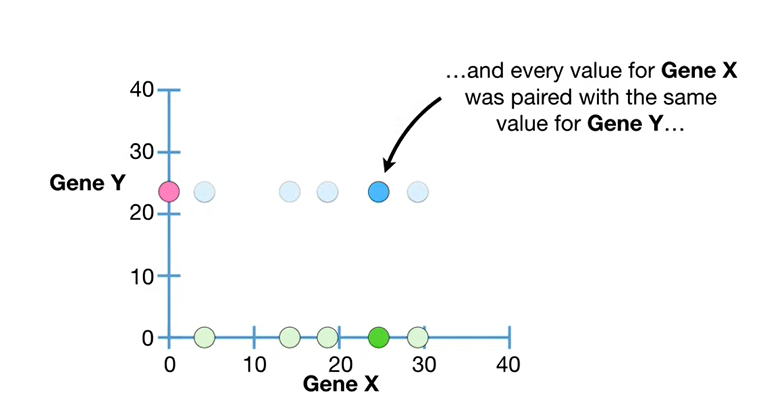 …and every value for Gene X
was paired with the same
value for Gene Y…
40
30
Gene Y
20
10
0
0 10 20 30 40
Gene X